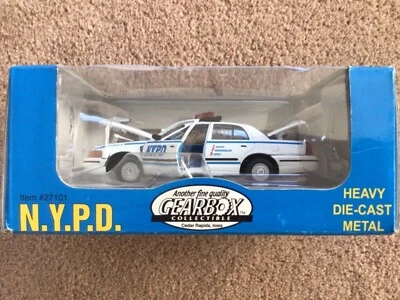 NYPD
Item #27101
N.Y.P.D.
Another fine quality
GEARBOX
COLLECTIBLE
Cedar Rapids, Iowa
HEAVY
DIE-CAST
METAL